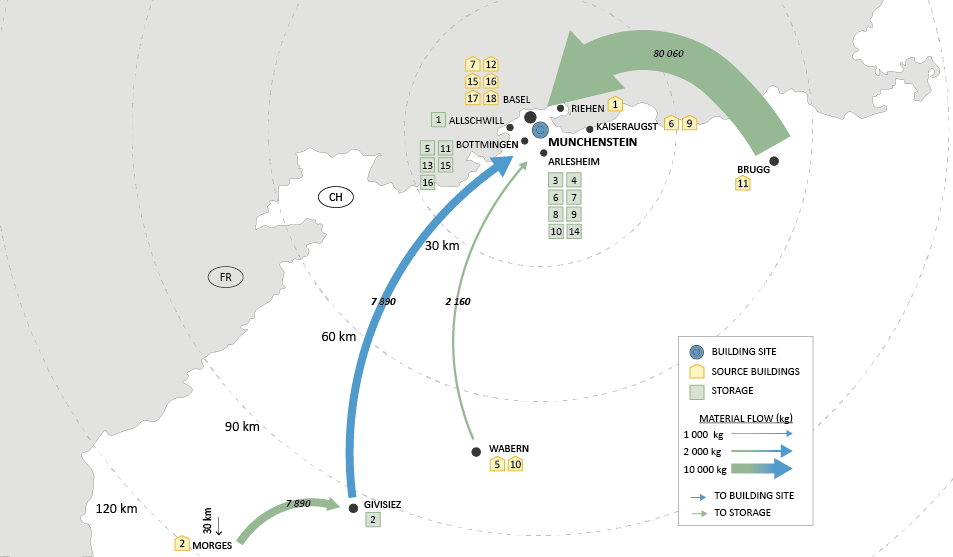 80 060
7 12
15 16
17 18
BASEL
RIEHEN 1
1 ALLSCHWILL
KAISERAUGST 6 9
5 11
BOTTMINGEN
MUNCHENSTEIN
13 15
ARLESHEIM
16
BRUGG
11
3 4
6 7
8 9
10 14
CH
30 km
FR
7 890
2 160
60 km
BUILDING SITE
SOURCE BUILDINGS
STORAGE
MATERIAL FLOW (kg)
1 000 kg
2 000 kg
10 000 kg
TO BUILDING SITE
TO STORAGE
90 km
WABERN
5 10
120 km
30 km
7 890
GIVISIEZ
2
2 MORGES